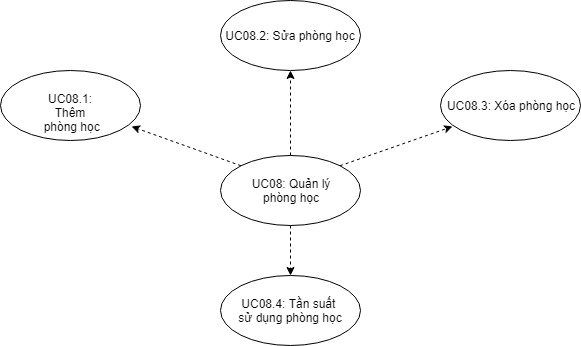 UC08.2: Sửa phòng học
UC08.1:
Thêm
phòng học
UC08.3: Xóa phòng học
UC08: Quản lý
phòng học
UC08.4: Tần suất
sử dụng phòng học